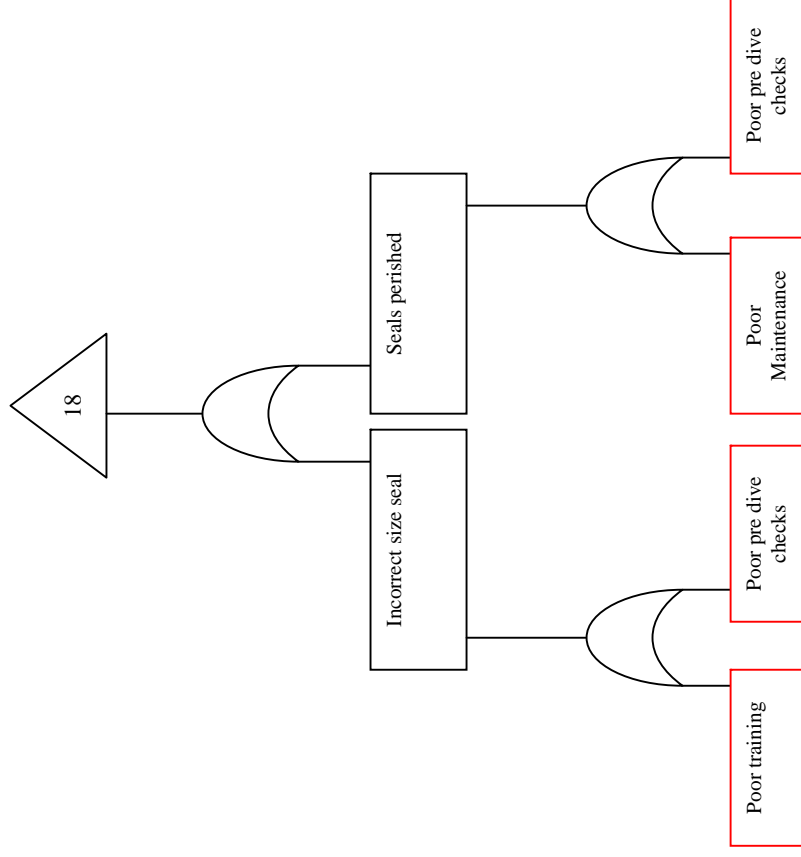 18
Incorrect size seal
Seals perished
Poor training
Poor pre dive
checks
Poor
Maintenance
Poor pre dive
checks